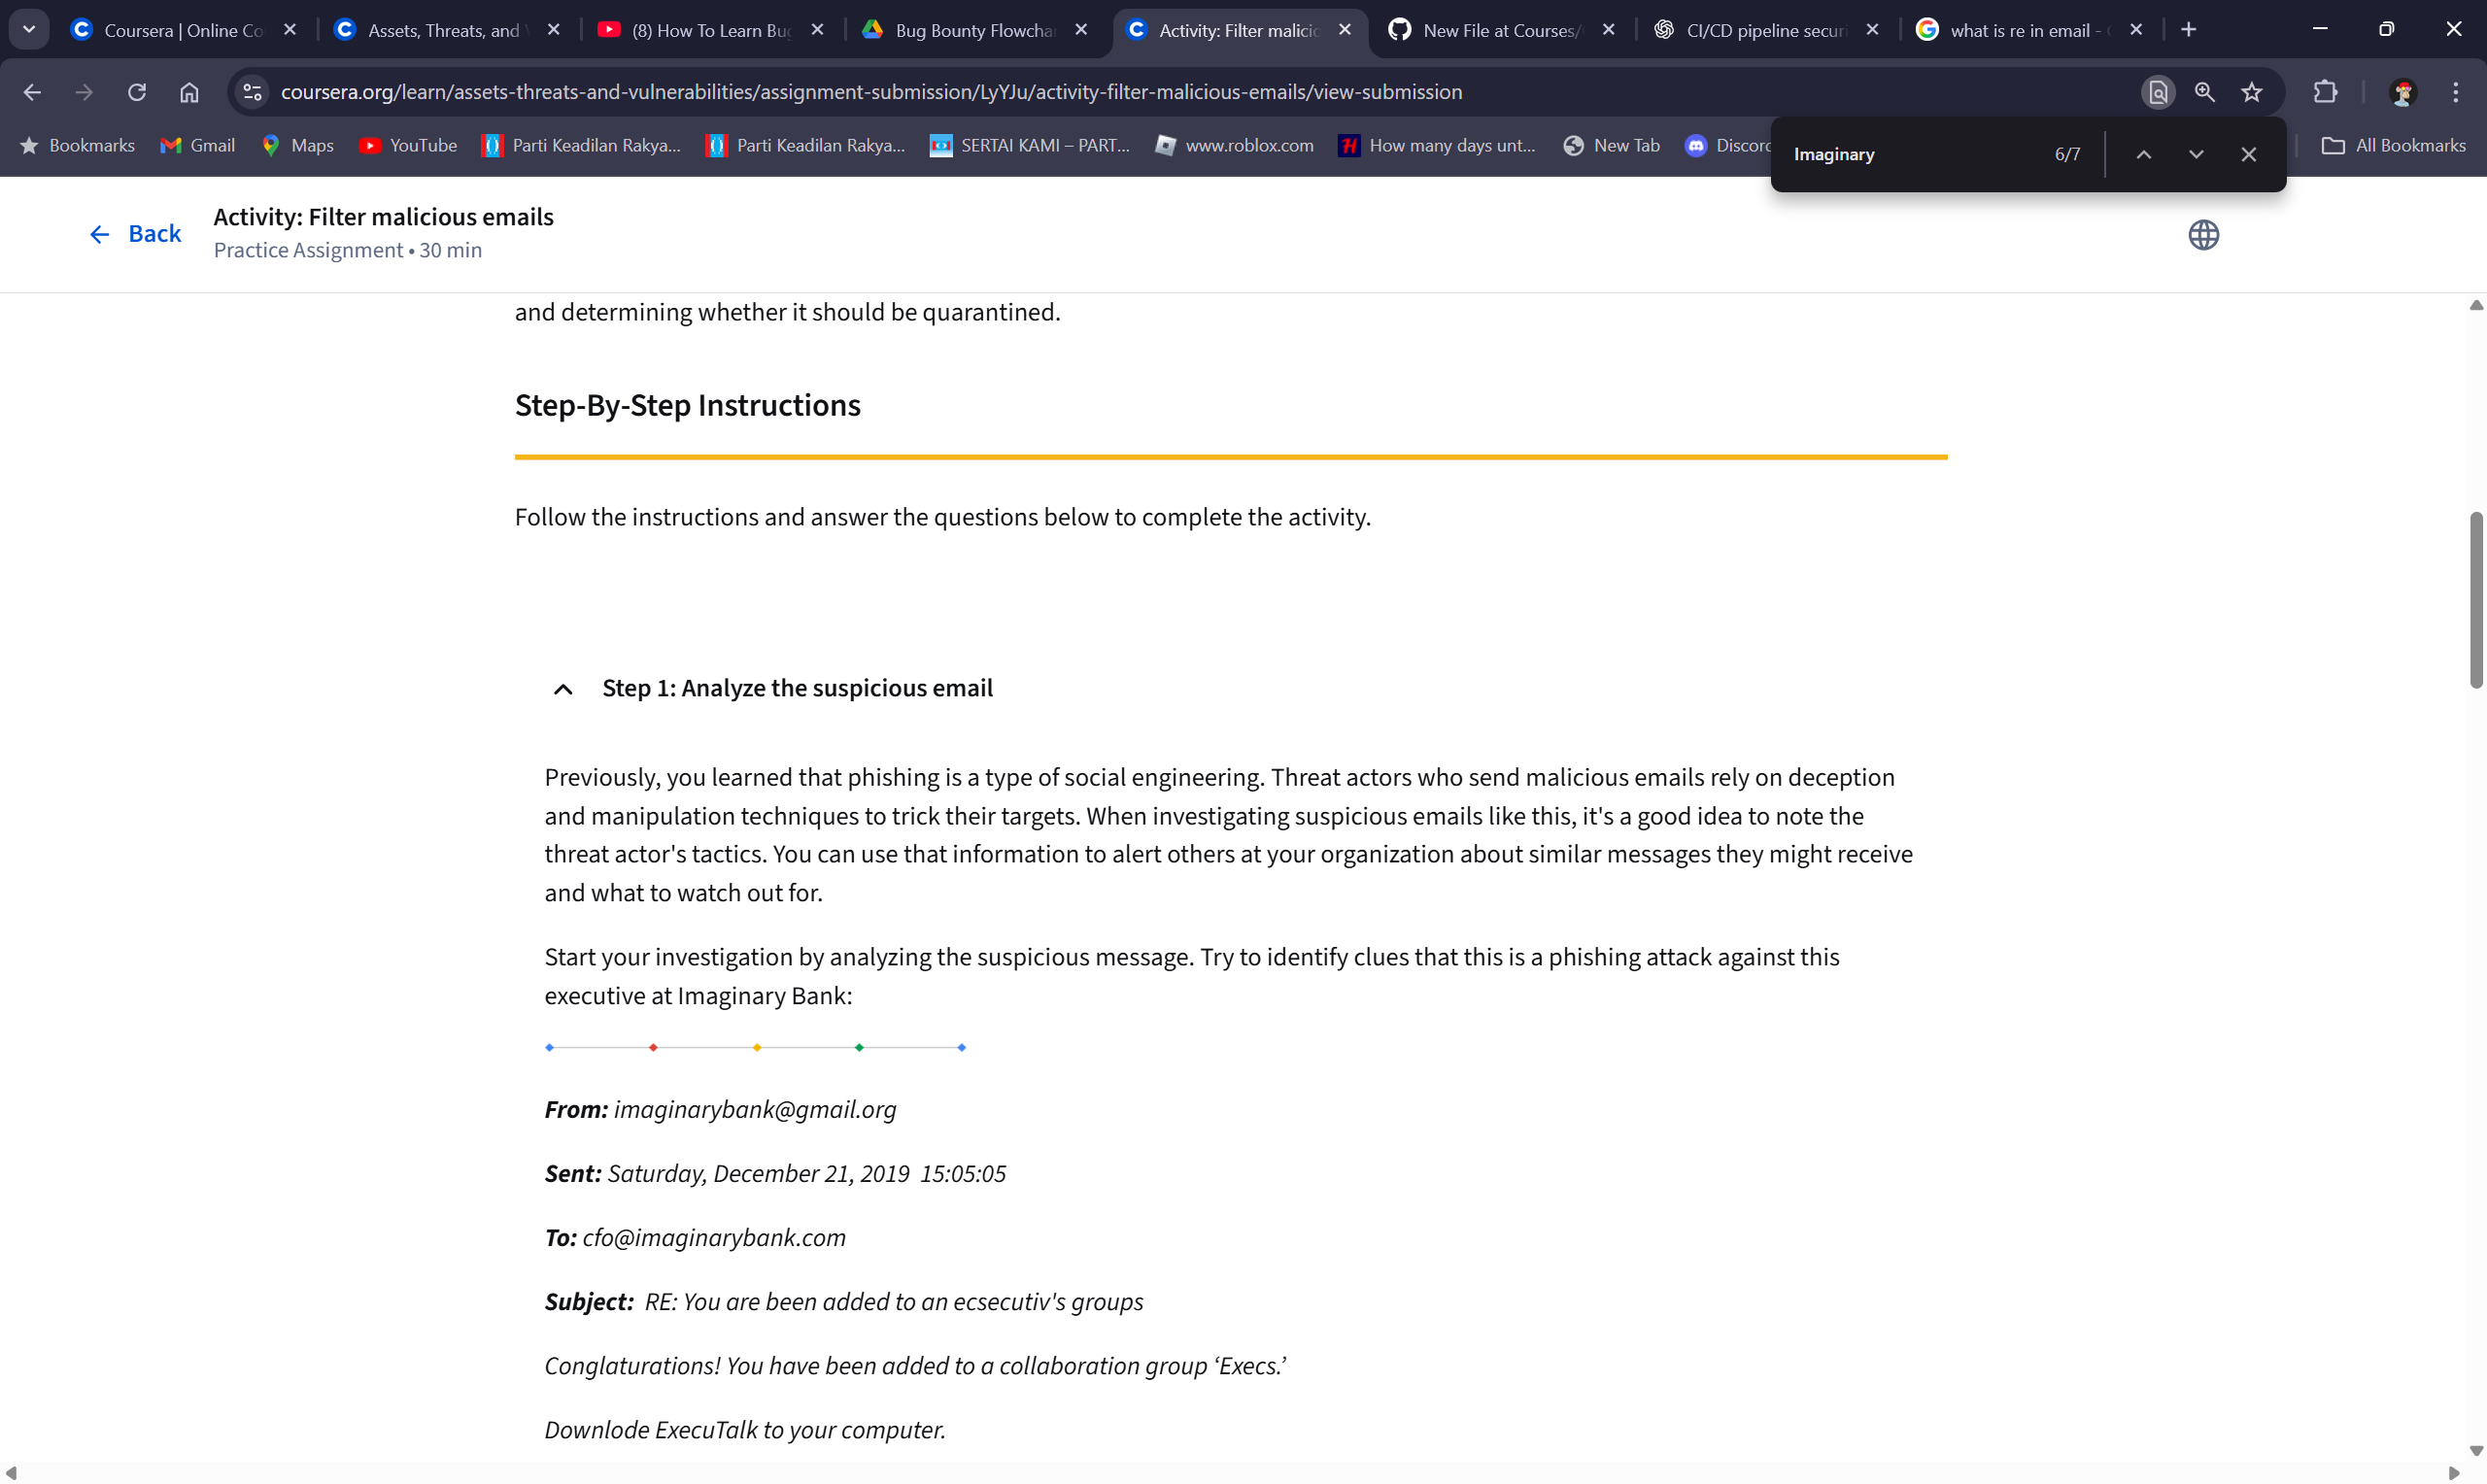 Coursera | Online Co
Assets, Threats, and
(8) How To Learn Bu
Bug Bounty Flowcha
Activity: Filter malicio
New File at Courses/
CI/CD pipeline securi
what is re in email -
coursera.org/learn/assets-threats-and-vulnerabilities/assignment-submission/LyYJu/activity-filter-malicious-emails/view-submission
Bookmarks
Gmail
Maps
YouTube
Parti Keadilan Rakya...
Parti Keadilan Rakya...
SERTAI KAMI – PART...
www.roblox.com
How many days unt...
New Tab
Discord
All Bookmarks
Imaginary
6/7
Back
Activity: Filter malicious emails
Practice Assignment • 30 min
and determining whether it should be quarantined.
Step-By-Step Instructions
Follow the instructions and answer the questions below to complete the activity.
Step 1: Analyze the suspicious email
Previously, you learned that phishing is a type of social engineering. Threat actors who send malicious emails rely on deception
and manipulation techniques to trick their targets. When investigating suspicious emails like this, it's a good idea to note the
threat actor's tactics. You can use that information to alert others at your organization about similar messages they might receive
and what to watch out for.
Start your investigation by analyzing the suspicious message. Try to identify clues that this is a phishing attack against this
executive at Imaginary Bank:
From: imaginarybank@gmail.org
Sent: Saturday, December 21, 2019 15:05:05
To: cfo@imaginarybank.com
Subject: RE: You are been added to an ecsecutiv's groups
Conglaturations! You have been added to a collaboration group ‘Execs.’
Downlode ExecuTalk to your computer.